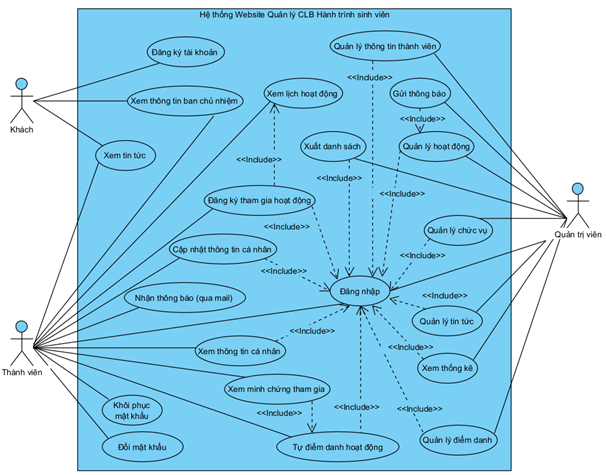 Hệ thống Website Quản lý CLB Hành trình sinh viên
Quản lý thông tin thành viên
Đăng ký tài khoản
<<Include>>
Xem lịch hoạt động
Gửi thông báo
Xem thông tin ban chủ nhiệm
<<Include>>
Khách
Xuất danh sách
Quản lý hoạt động
Xem tin tức
<<Include>>
<<Include>>
<<Include>>
Đăng ký tham gia hoạt động
<<Include>>
<<Include>>
Quản lý chức vụ
Quản trị viên
Cập nhật thông tin cá nhân
<<Include>>
<<Include>>
Đăng nhập
Nhận thông báo (qua mail)
<<Include>>
Quản lý tin tức
<<Include>>
Xem thông tin cá nhân
<<Include>>
Xem thống kê
Thành viên
Xem minh chứng tham gia
Khôi phục
mật khẩu
<<Include>>
<<Include>>
<<Include>>
Đổi mật khẩu
Tự điểm danh hoạt động
Quản lý điểm danh